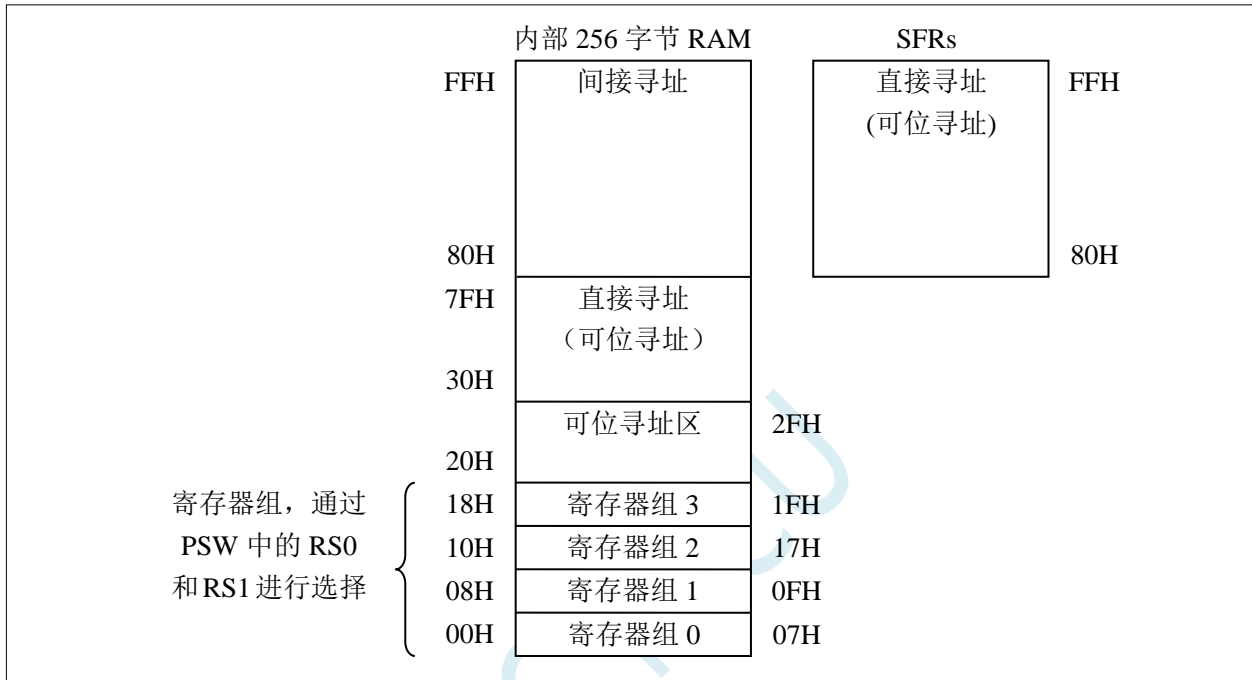 内部 256 字节 RAM SFRs
FFH 间接寻址 直接寻址 FFH
(可位寻址)
80H 80H
7FH 直接寻址
（可位寻址）
30H
可位寻址区 2FH
20H
寄存器组，通过 18H 寄存器组 3 1FH
PSW 中的 RS0 10H 寄存器组 2 17H
和RS1进行选择 08H 寄存器组 1 0FH
00H 寄存器组 0 07H